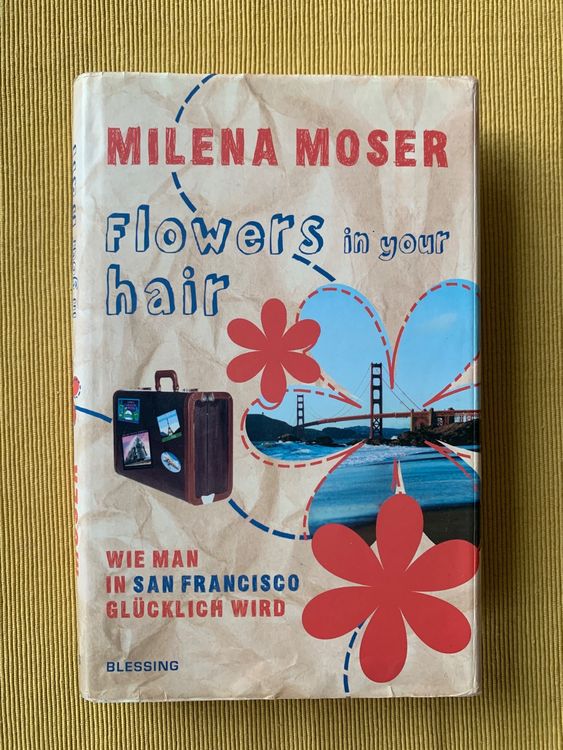 MILENA MOSER
Flowers in your
hair
WIE MAN
IN SAN FRANCISCO
GLÜCKLICH WIRD
BLESSING